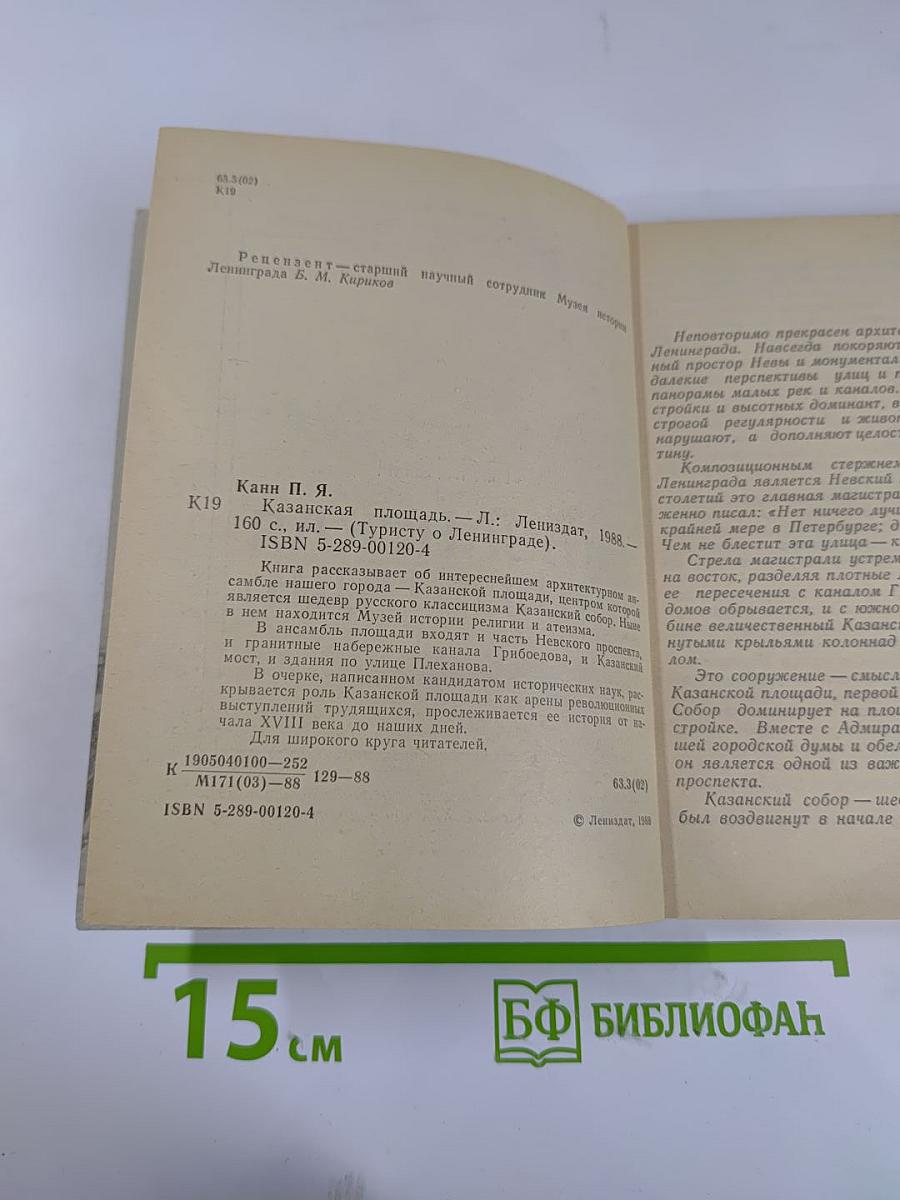 63.3(02)
К19
Рецензент — старший научный сотрудник Музея истории
Ленинграда Б. М. Кириков
Канн П. Я.
К19 Казанская площадь. — Л.: Лениздат, 1988.—
160 с., ил. — (Туристу о Ленинграде).
ISBN 5-289-00120-4
Книга рассказывает об интереснейшем архитектурном ан-
самбле нашего города — Казанской площади, центром которой
является шедевр русского классицизма Казанский собор. Ныне
в нем находится Музей истории религии и атеизма.
В ансамбль площади входят и часть Невского проспекта,
и гранитные набережные канала Грибоедова, и Казанский
мост, и здания по улице Плеханова.
В очерке, написанном кандидатом исторических наук, рас-
крывается роль Казанской площади как арены революционных
выступлений трудящихся, прослеживается ее история от на-
чала XVIII века до наших дней.
Для широкого круга читателей.
К 1905040100—252
М171(03)—88 129—88
63.3(02)
ISBN 5-289-00120-4
© Лениздат, 1988
Неповторимо прекрасен архит
Ленинграда. Навсегда покоряют
ный простор Невы и монументал
далекие перспективы улиц и п
панорамы малых рек и каналов.
стройки и высотных доминант, в
строгой регулярности и живо
нарушают, а дополняют целост
тину.
Композиционным стержнем
Ленинграда является Невский
столетий это главная магистра
женно писал: «Нет ничего лучш
крайней мере в Петербурге; д
Чем не блестит эта улица — к
Стрела магистрали устрем
на восток, разделяя плотные
ее пересечения с каналом Г
домов обрывается, и с южно
бине величественный Казанс
нутыми крыльями колоннад
лом.
Это сооружение — смысл
Казанской площади, первой
Собор доминирует на площ
стройке. Вместе с Адмира
шей городской думы и обел
он является одной из важ
проспекта.
Казанский собор — ше
был воздвигнут в начале
15 см
БФ БИБЛИОФАН